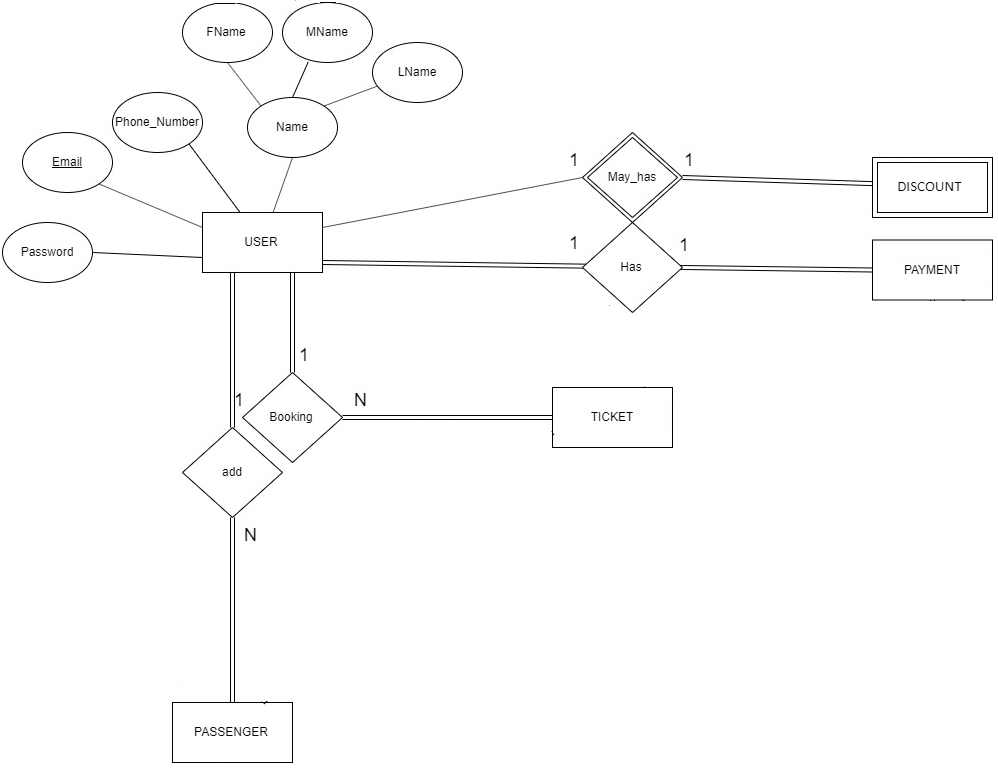 FName
MName
LName
Phone_Number
Name
Email
1
May_has
1
DISCOUNT
Password
USER
1
Has
1
PAYMENT
1
1
Booking
N
TICKET
add
N
PASSENGER